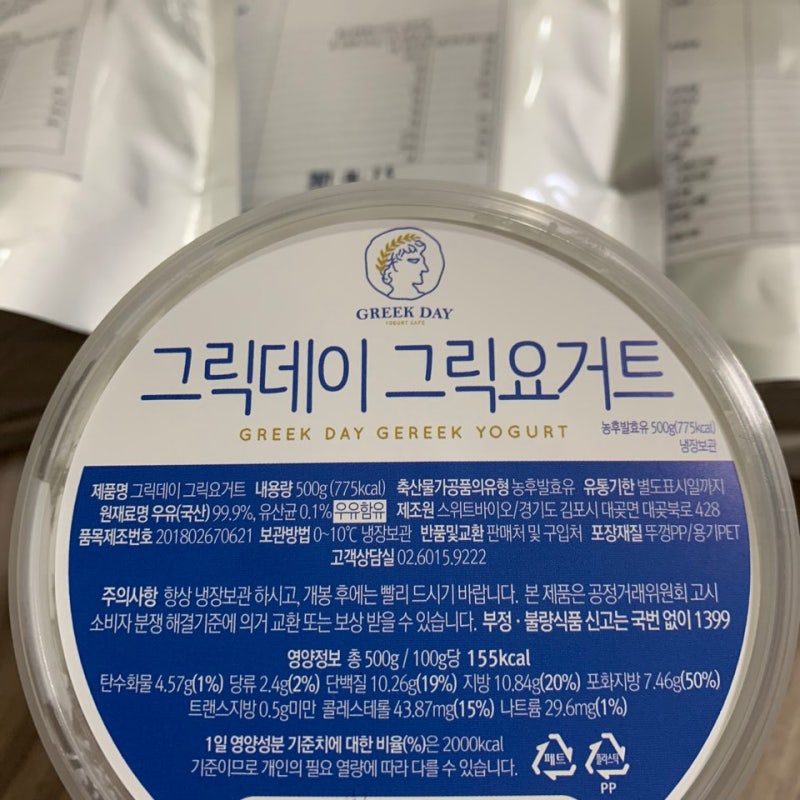 GREEK DAY
YOGURT CAFE
그릭데이 그릭요거트
GREEK DAY GEREEK YOGURT
농후발효유 500g(775kcal)
냉장보관
제품명 그릭데이 그릭요거트 내용량 500g (775kcal) 축산물가공품의유형 농후발효유 유통기한 별도표시일까지
원재료명 우유(국산) 99.9%, 유산균 0.1% 우유함유 제조원 스위트바이오/경기도 김포시 대곶면 대곶북로 428
품목제조번호 201802670621 보관방법 0~10℃ 냉장보관 반품및교환 판매처 및 구입처 포장재질 뚜껑PP/용기PET
고객상담실 02.6015.9222
주의사항 항상 냉장보관 하시고, 개봉 후에는 빨리 드시기 바랍니다. 본 제품은 공정거래위원회 고시
소비자 분쟁 해결기준에 의거 교환 또는 보상 받을 수 있습니다. 부정·불량식품 신고는 국번 없이 1399
영양정보 총 500g / 100g당 155kcal
탄수화물 4.57g(1%) 당류 2.4g(2%) 단백질 10.26g(19%) 지방 10.84g(20%) 포화지방 7.46g(50%)
트랜스지방 0.5g미만 콜레스테롤 43.87mg(15%) 나트륨 29.6mg(1%)
1일 영양성분 기준치에 대한 비율(%)은 2000kcal
기준이므로 개인의 필요 열량에 따라 다를 수 있습니다.
페트
플라스틱
PP